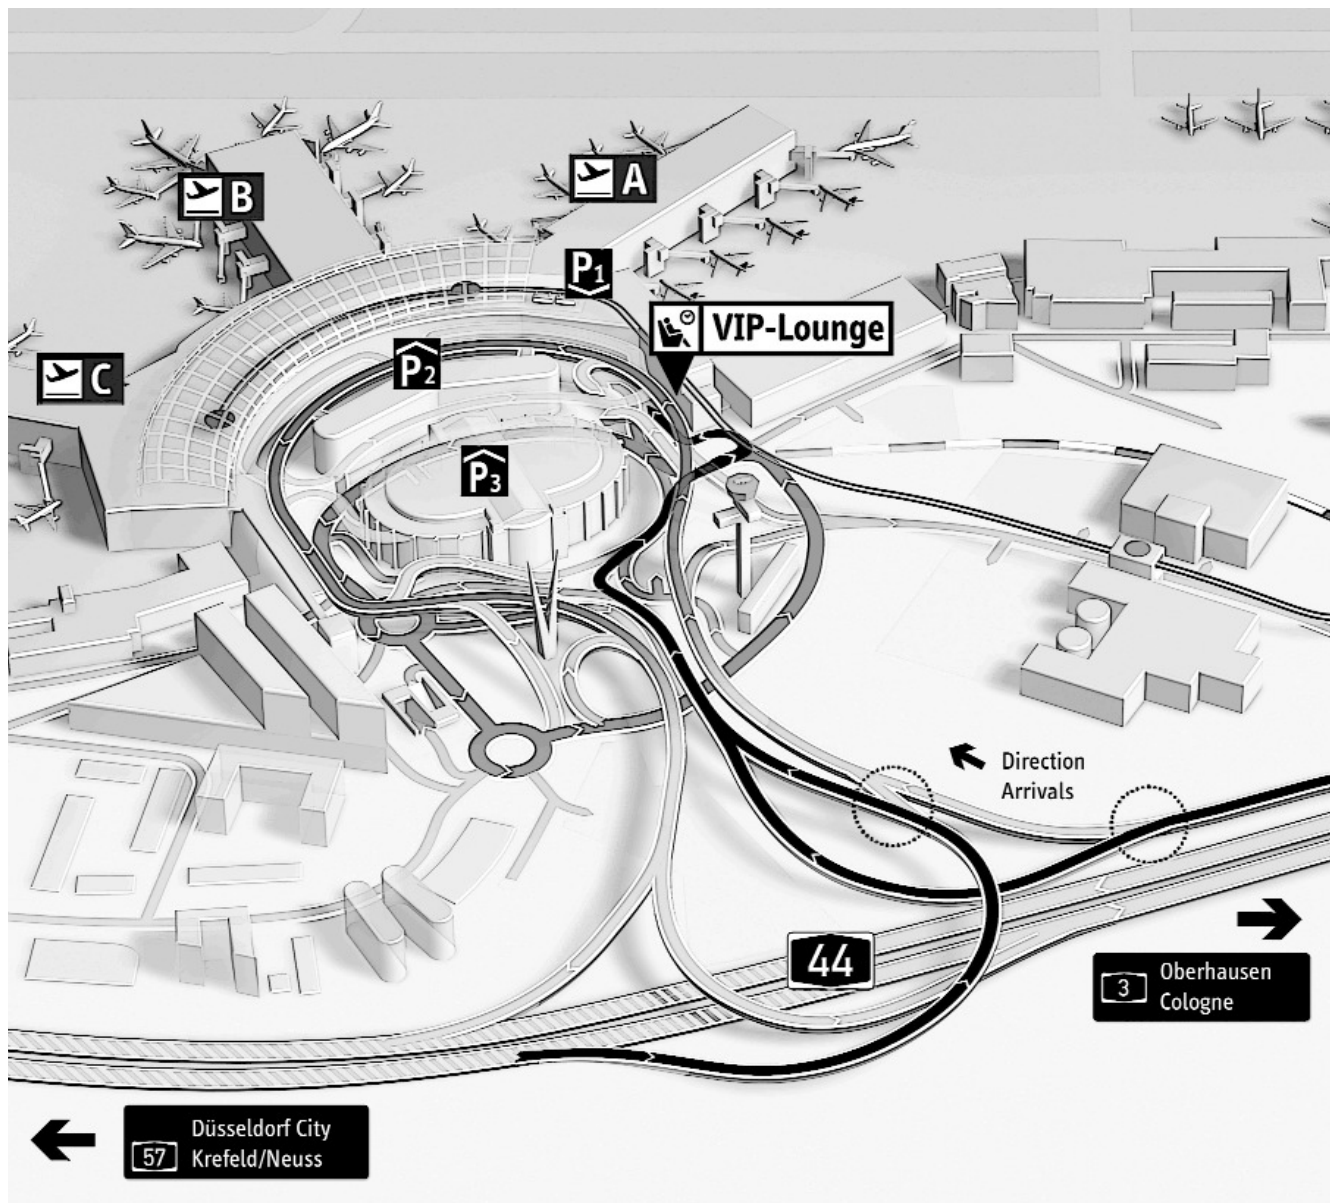 B
A
P1
VIP-Lounge
P2
C
P3
Direction
Arrivals
44
3
Oberhausen
Cologne
Düsseldorf City
57
Krefeld/Neuss